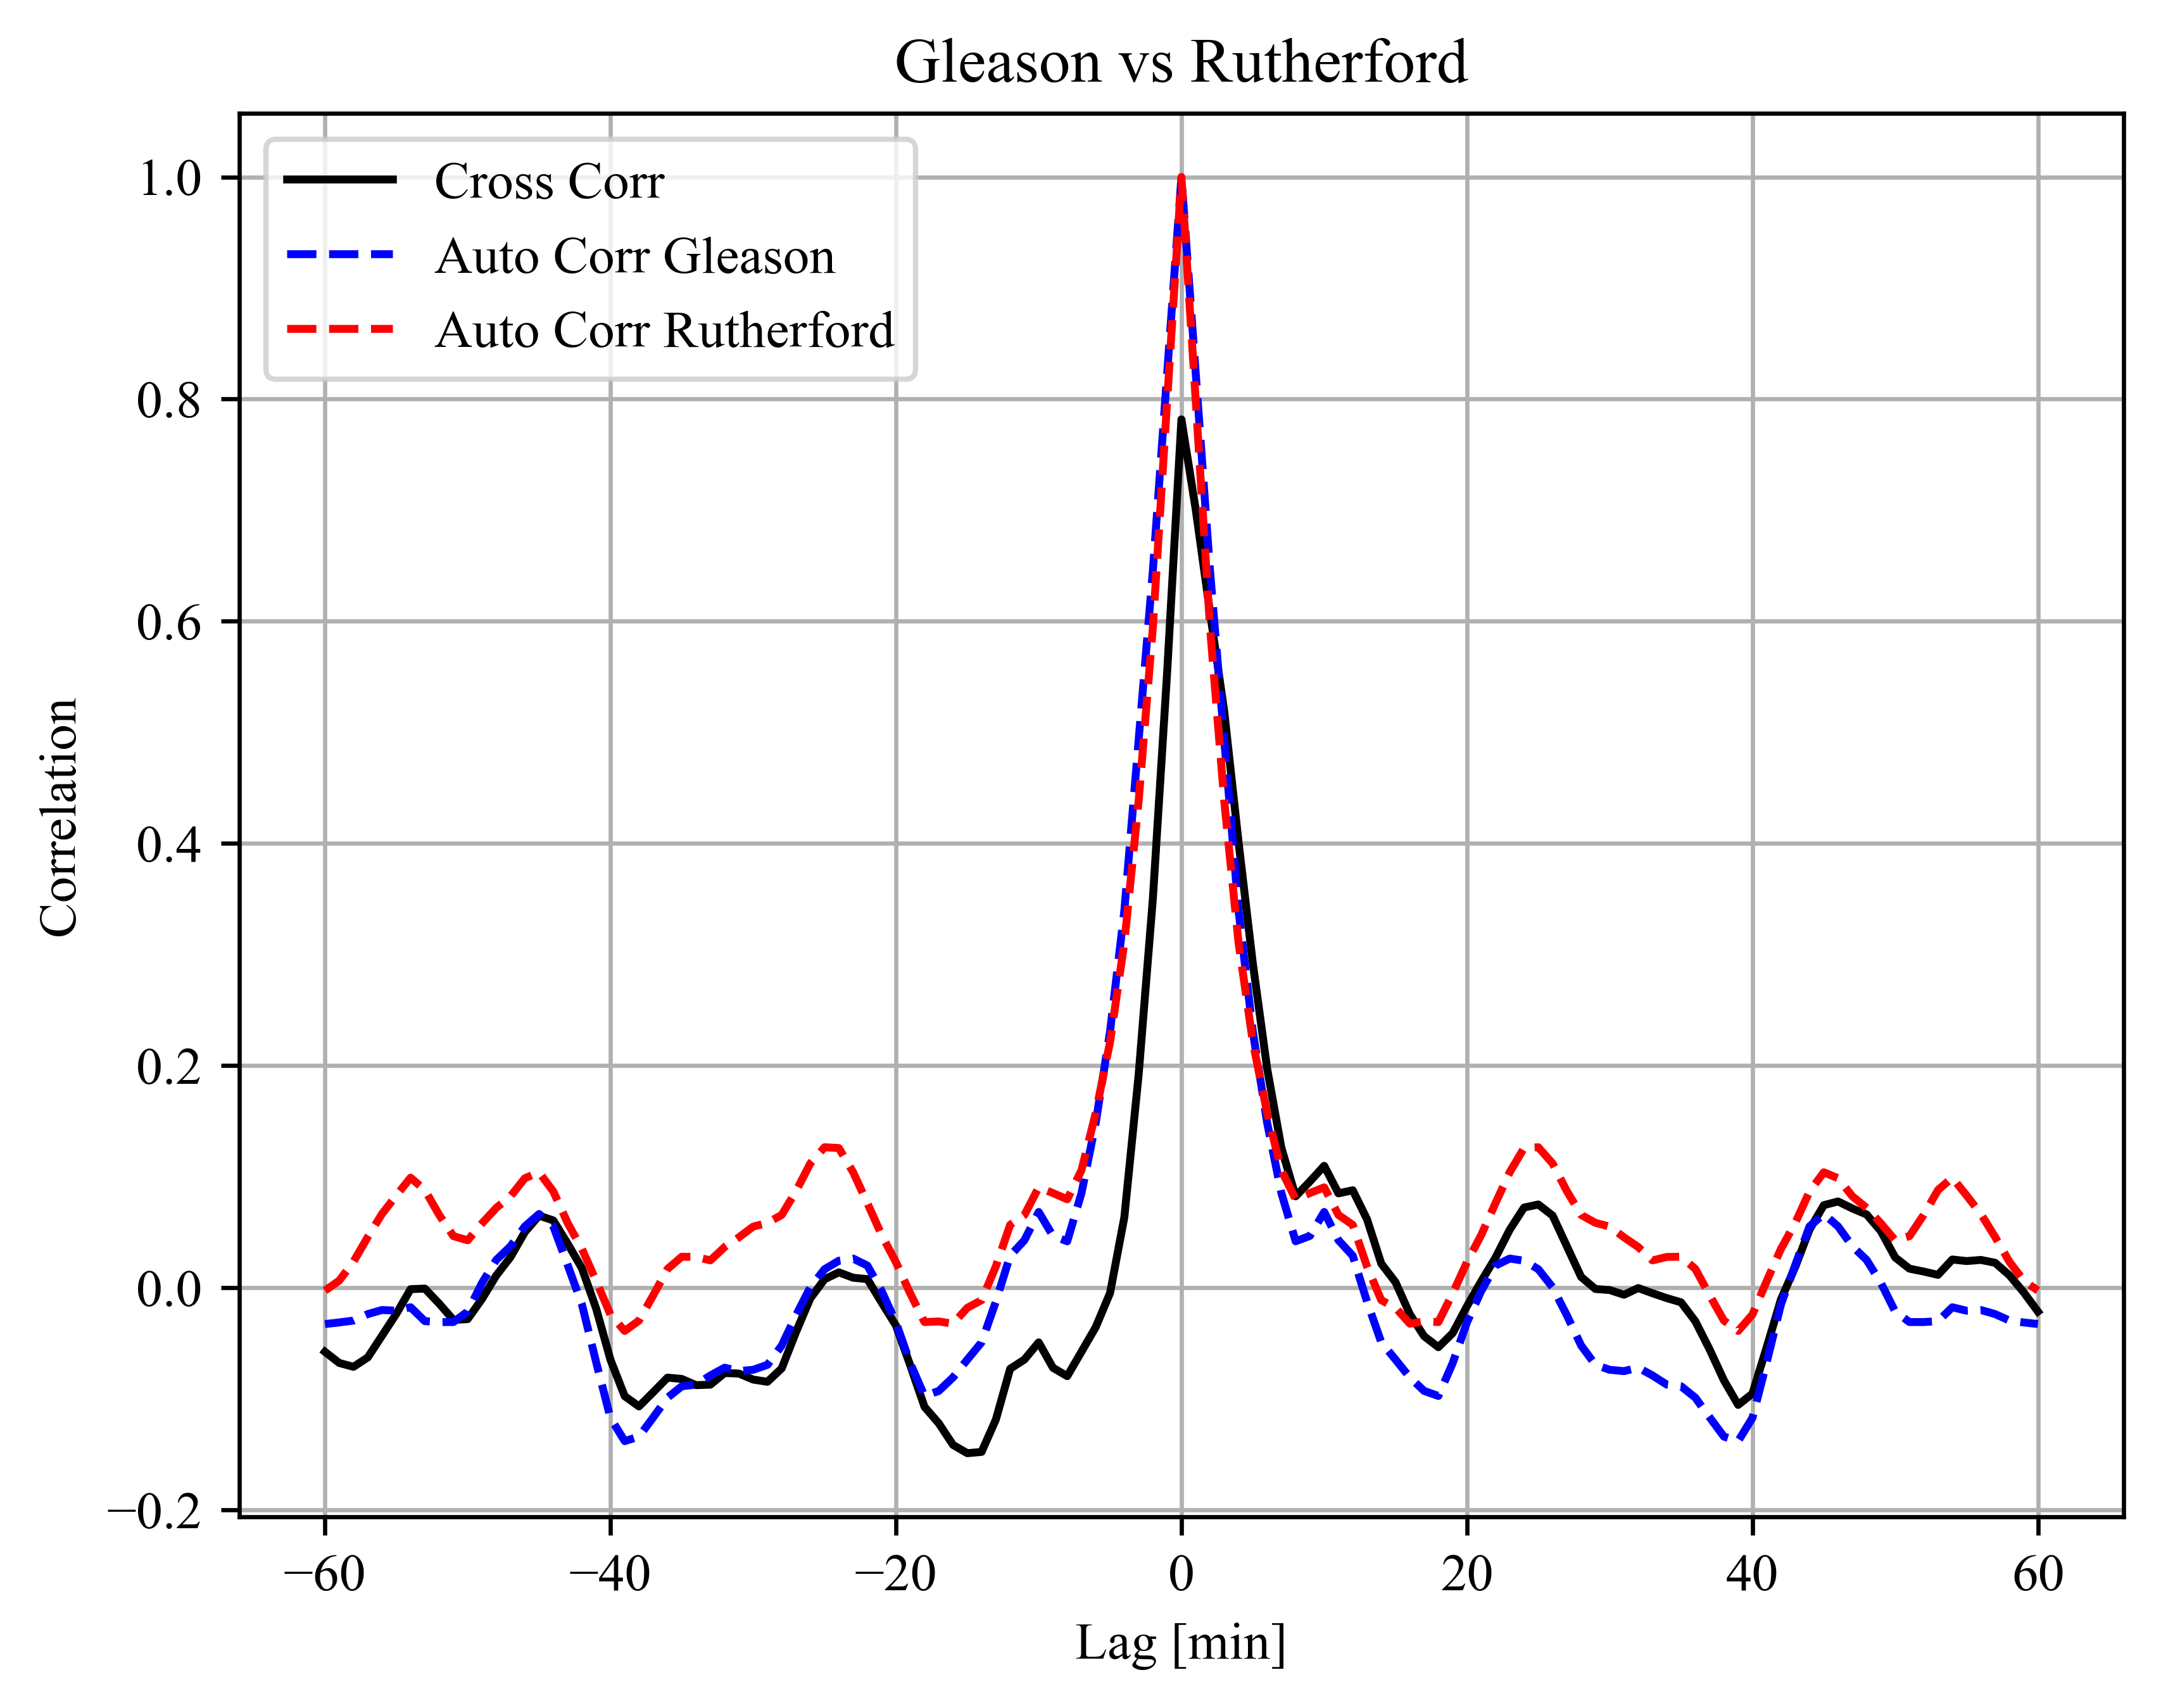 Gleason vs Rutherford
Cross Corr
Auto Corr Gleason
Auto Corr Rutherford
1.0
0.8
0.6
0.4
0.2
0.0
−0.2
Correlation
−60 −40 −20 0 20 40 60
Lag [min]